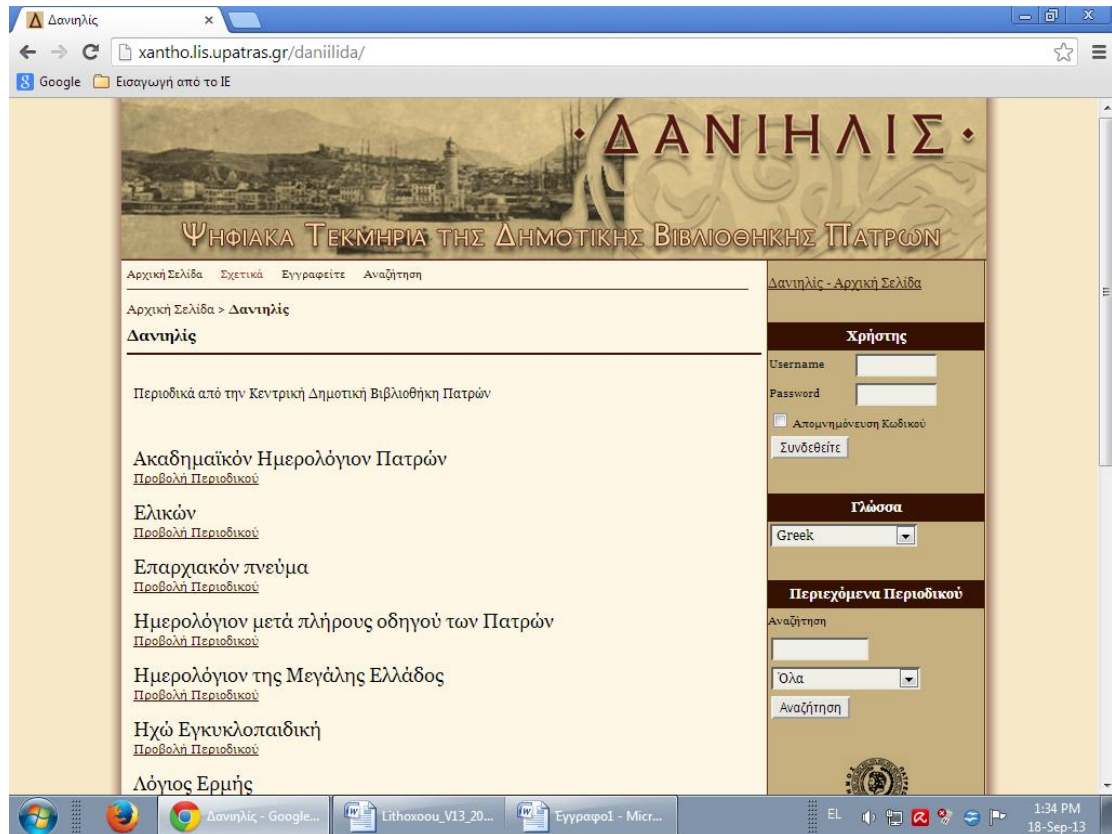 Δανιηλίς
xantho.lis.upatras.gr/daniilida/
Google Εισαγωγή από το IE
·ΔΑΝΙΗΛΙΣ·
ΨΗΦΙΑΚΑ ΤΕΚΜΗΡΙΑ ΤΗΣ ΔΗΜΟΤΙΚΗΣ ΒΙΒΛΙΟΘΗΚΗΣ ΠΑΤΡΩΝ
Αρχική Σελίδα Σχετικά Εγγραφείτε Αναζήτηση
Αρχική Σελίδα > Δανιηλίς
Δανιηλίς
Περιοδικά από την Κεντρική Δημοτική Βιβλιοθήκη Πατρών
Ακαδημαϊκόν Ημερολόγιον Πατρών
Προβολή Περιοδικού
Ελικών
Προβολή Περιοδικού
Επαρχιακόν πνεύμα
Προβολή Περιοδικού
Ημερολόγιον μετά πλήρους οδηγού των Πατρών
Προβολή Περιοδικού
Ημερολόγιον της Μεγάλης Ελλάδος
Προβολή Περιοδικού
Ηχώ Εγκυκλοπαιδική
Προβολή Περιοδικού
Λόγιος Ερμής
Δανιηλίς - Αρχική Σελίδα
Χρήστης
Username
Password
Απομνημόνευση Κωδικού
Συνδεθείτε
Γλώσσα
Greek
Περιεχόμενα Περιοδικού
Αναζήτηση
Όλα
Αναζήτηση
Δανιηλίς - Google...
Lithoxoou_V13_20...
Έγγραφο1 - Micr...
EL
1:34 PM
18-Sep-13